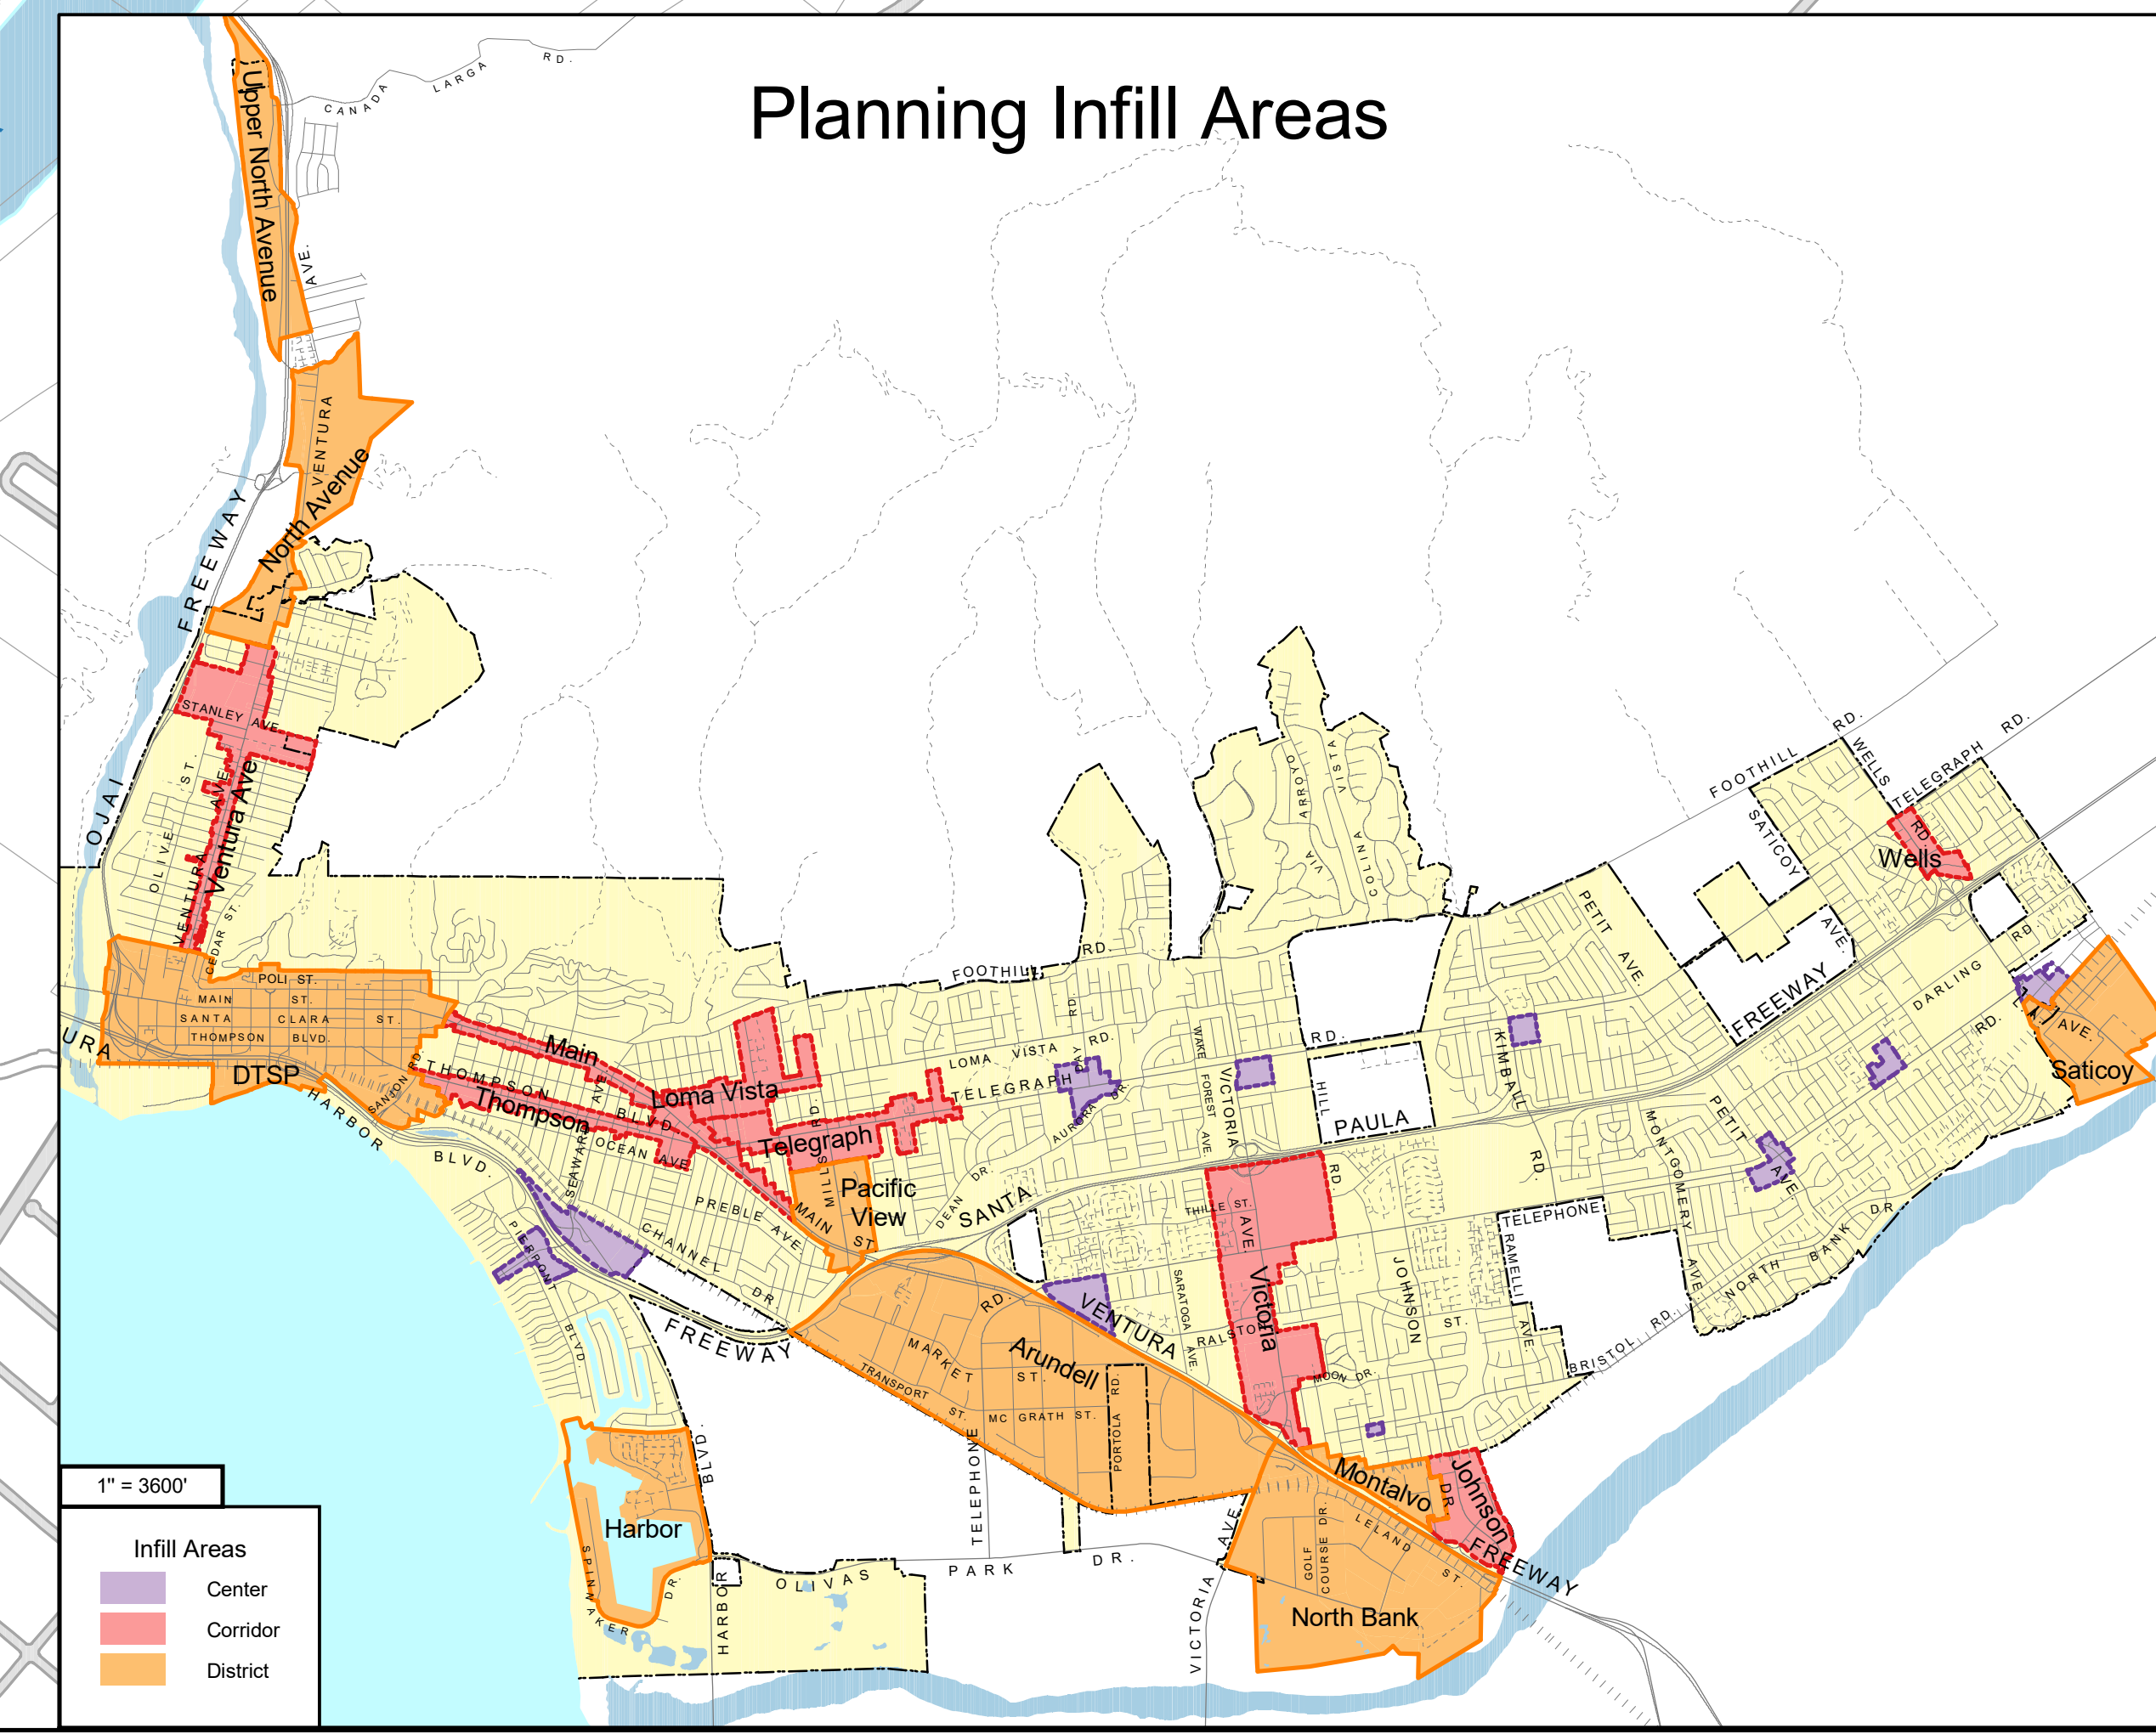 Planning Infill Areas
CANADA LARGA RD.
Upper North Avenue
AVE.
VENTURA
North Avenue
FREEWAY
OJAI
STANLEY AVE
OLIVE ST.
VENTURA AVE
Ventura Ave
CEDAR ST
POLI ST.
MAIN ST.
SANTA CLARA ST.
THOMPSON BLVD.
URA
DTSP
SANJON RD.
HARBOR BLVD.
Main
THOMPSON BLVD
Thompson
SEAWARD AVE
OCEAN AVE
Loma Vista
Telegraph
MILLS RD.
Pacific
View
MAIN ST.
PREBLE AVE.
CHANNEL DR
PIERPONT BLVD
FREEWAY
FOOTHILL RD.
LOMA VISTA RD.
TELEGRAPH RD.
DAY RD.
AURORA DR
DEAN DR.
SANTA PAULA FREEWAY
WAKE FOREST AVE
VICTORIA AVE.
HILL RD.
ARROYO
VISTA
VIA
COLINA
THILLE ST.
Victoria
SARATOGA AVE.
RALSTON ST.
MOON DR.
JOHNSON DR.
KIMBALL RD.
PETIT AVE.
MONTGOMERY AVE
PETIT AVE.
TELEPHONE
RAMELLI AVE.
BRISTOL RD.
NORTH BANK DR
FOOTHILL RD.
WELLS RD.
TELEGRAPH RD.
SATICOY AVE.
Wells
DARLING RD
RD.
AVE.
Saticoy
VENTURA
Arundell
MARKET ST.
RD.
TRANSPORT ST.
MC GRATH ST.
PORTOLA RD.
TELEPHONE
Montalvo
Johnson
FREEWAY
LELAND ST.
GOLF
COURSE DR.
North Bank
VICTORIA AVE
Harbor
SPINNAKER DR.
HARBOR BLVD.
OLIVAS PARK DR.
1" = 3600'
Infill Areas
Center
Corridor
District